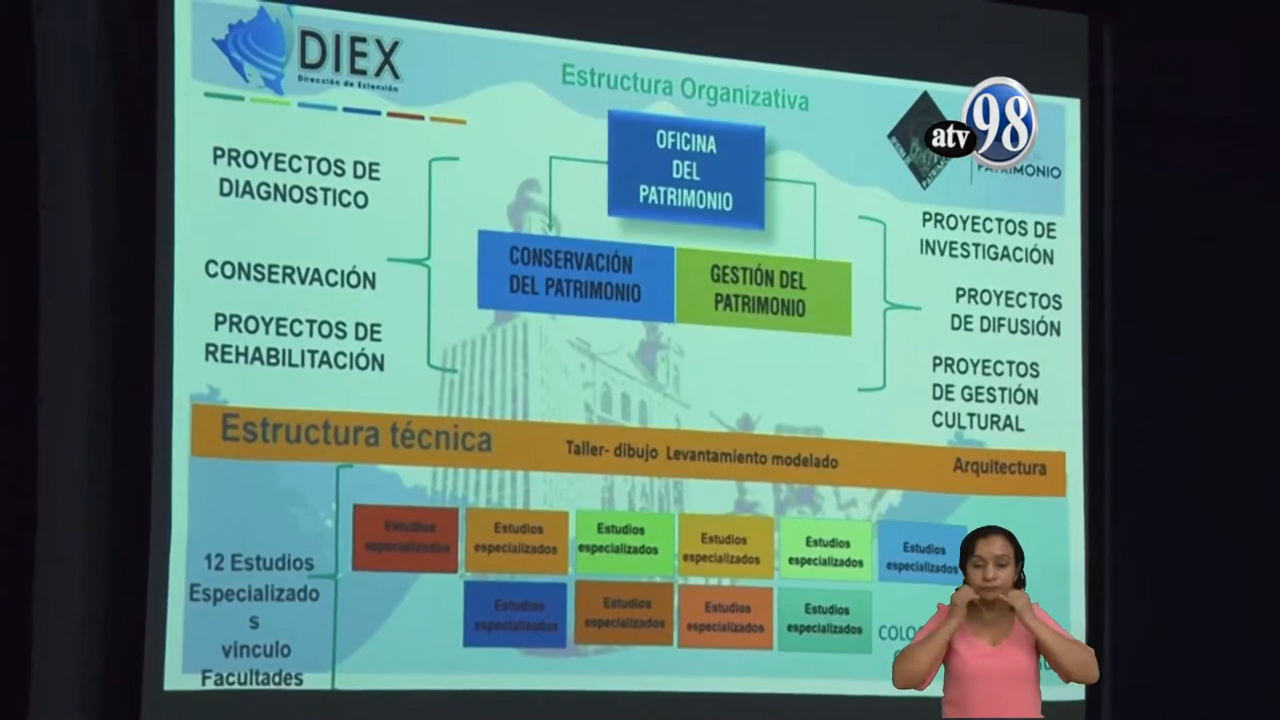 DIEX
Dirección de Extensión
Estructura Organizativa
atv 98
PATRIMONIO
OFICINA
DEL
PATRIMONIO
PROYECTOS DE
DIAGNOSTICO
CONSERVACIÓN
PROYECTOS DE
REHABILITACIÓN
CONSERVACIÓN
DEL PATRIMONIO
GESTIÓN DEL
PATRIMONIO
PROYECTOS DE
INVESTIGACIÓN
PROYECTOS
DE DIFUSIÓN
PROYECTOS
DE GESTIÓN
CULTURAL
Estructura técnica
Taller- dibujo Levantamiento modelado
Arquitectura
12 Estudios
Especializado
s
vinculo
Facultades
Estudios
especializados
Estudios
especializados
Estudios
especializados
Estudios
especializados
Estudios
especializados
Estudios
especializados
Estudios
especializados
Estudios
especializados
Estudios
especializados
Estudios
especializados